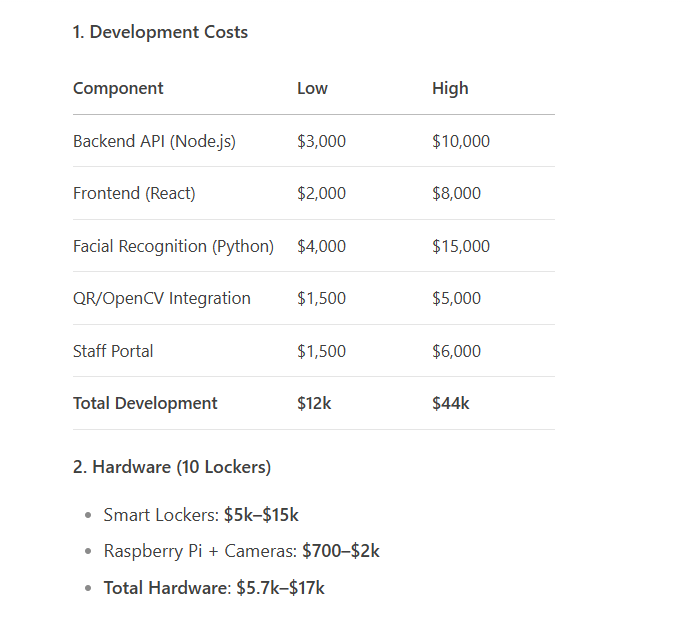 1. Development Costs
Component Low High
Backend API (Node.js) $3,000 $10,000
Frontend (React) $2,000 $8,000
Facial Recognition (Python) $4,000 $15,000
QR/OpenCV Integration $1,500 $5,000
Staff Portal $1,500 $6,000
Total Development $12k $44k
2. Hardware (10 Lockers)
• Smart Lockers: $5k–$15k
• Raspberry Pi + Cameras: $700–$2k
• Total Hardware: $5.7k–$17k